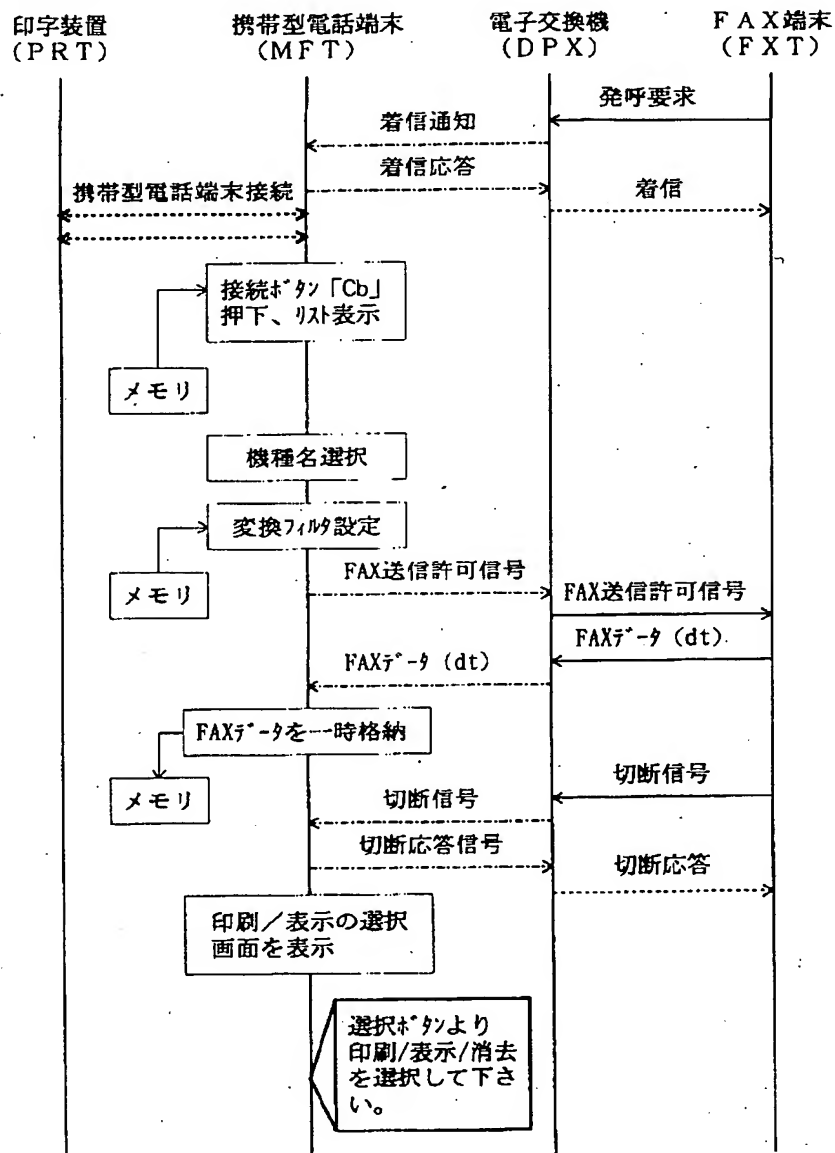 印字装置
(PRT)
携帯型電話端末
(MFT)
電子交換機
(DPX)
FAX端末
(FXT)
発呼要求
着信通知
着信応答
携帯型電話端末接続
着信
接続ボタン「Cb」
押下、リスト表示
メモリ
機種名選択
変換フィルタ設定
メモリ
FAX送信許可信号
FAX送信許可信号
FAXデータ(dt)
FAXデータ(dt)
FAXデータを一時格納
メモリ
切断信号
切断信号
切断応答信号
切断応答
印刷/表示の選択
画面を表示
選択ボタンより
印刷/表示/消去
を選択して下さ
い。